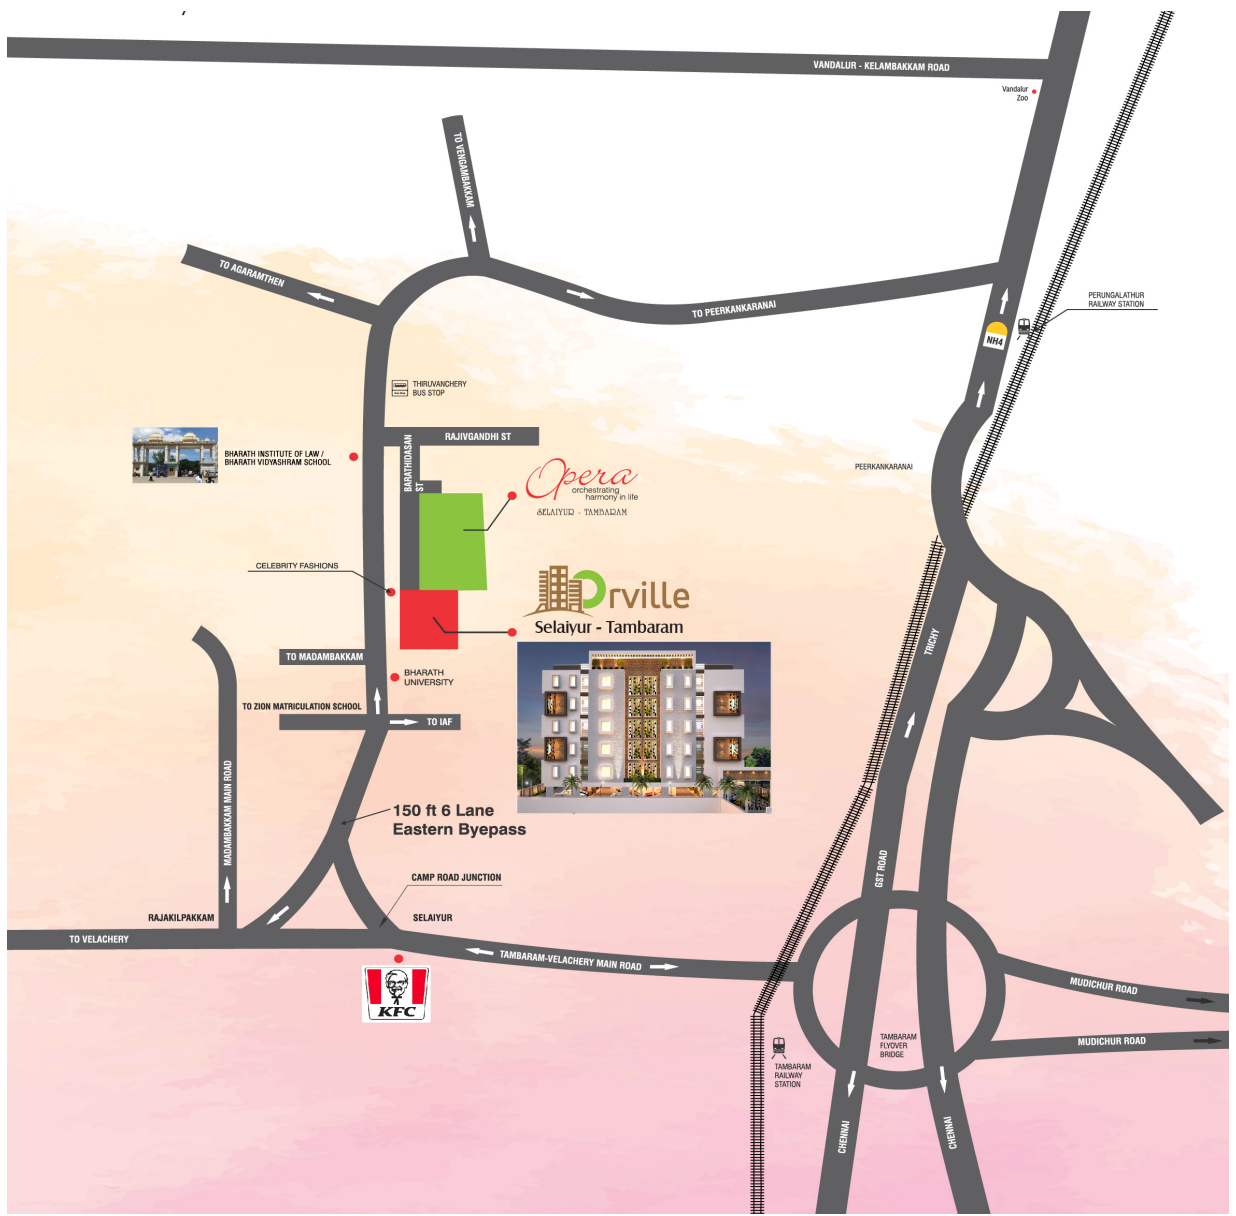 VANDALUR - KELAMBAKKAM ROAD
Vandalur
Zoo
TO VENGAMBAKKAM
TO AGARAMTHEN
TO PEERKANKARANAI
PERUNGALATHUR
RAILWAY STATION
NH4
THIRUVANCHERY
BUS STOP
RAJIVGANDHI ST
BARATHIDASAN
ST
BHARATH INSTITUTE OF LAW /
BHARATH VIDYASHRAM SCHOOL
PEERKANKARANAI
Opera
orchestrating
harmony in life
SELAIYUR - TAMBARAM
CELEBRITY FASHIONS
Orville
Selaiyur - Tambaram
TO MADAMBAKKAM
BHARATH
UNIVERSITY
TO ZION MATRICULATION SCHOOL
TO IAF
TRICHY
MADAMBAKKAM MAIN ROAD
150 ft 6 Lane
Eastern Byepass
GST ROAD
CAMP ROAD JUNCTION
RAJAKILPAKKAM
SELAIYUR
TO VELACHERY
TAMBARAM-VELACHERY MAIN ROAD
KFC
MUDICHUR ROAD
MUDICHUR ROAD
TAMBARAM
FLYOVER
BRIDGE
TAMBARAM
RAILWAY
STATION
CHENNAI
CHENNAI